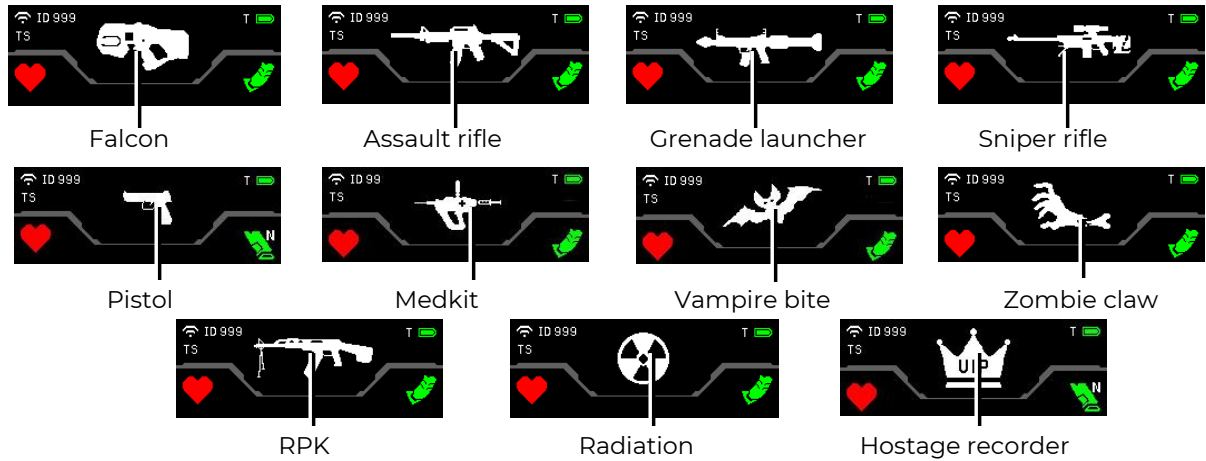 ID 999 T
TS
Falcon
ID 999 T
TS
Assault rifle
ID 999 T
TS
Grenade launcher
ID 999 T
TS
Sniper rifle
ID 999 T
TS
N
Pistol
ID 99 T
TS
Medkit
ID 999 T
TS
Vampire bite
ID 999 T
TS
Zombie claw
ID 999 T
TS
RPK
ID 999 T
TS
Radiation
ID 999 T
TS
UIP
N
Hostage recorder